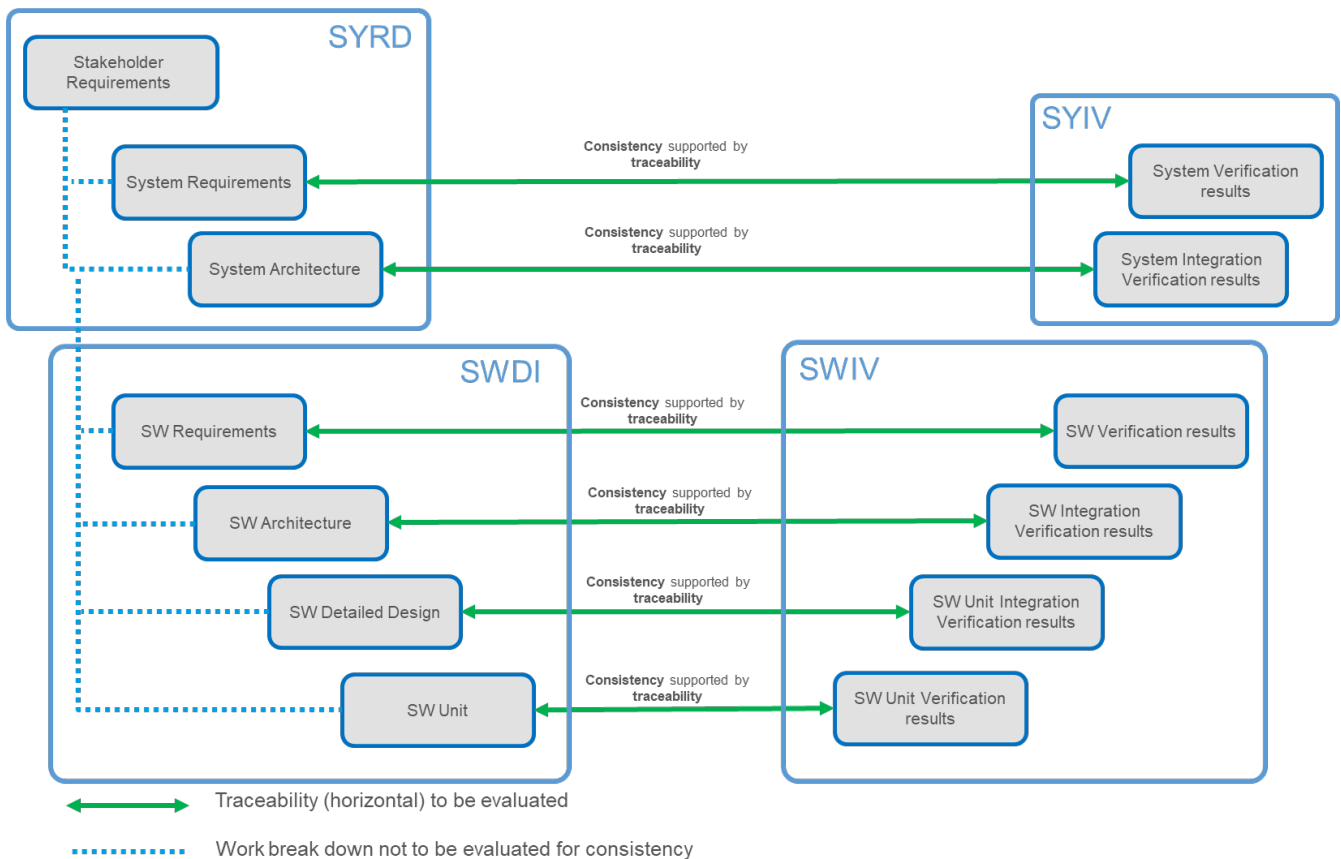 SYRD
Stakeholder
Requirements
SYIV
Consistency supported by
traceability
System Requirements
System Verification
results
Consistency supported by
traceability
System Architecture
System Integration
Verification results
SWDI
SWIV
Consistency supported by
traceability
SW Requirements
SW Verification results
Consistency supported by
traceability
SW Architecture
SW Integration
Verification results
Consistency supported by
traceability
SW Detailed Design
SW Unit Integration
Verification results
Consistency supported by
traceability
SW Unit
SW Unit Verification
results
Traceability (horizontal) to be evaluated
Work break down not to be evaluated for consistency